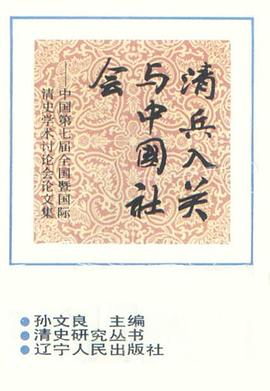 清兵入关
与中国社
会
——中国第七届全国暨国际
清史学术讨论会论文集
孙文良 主编
清史研究丛书
辽宁人民出版社